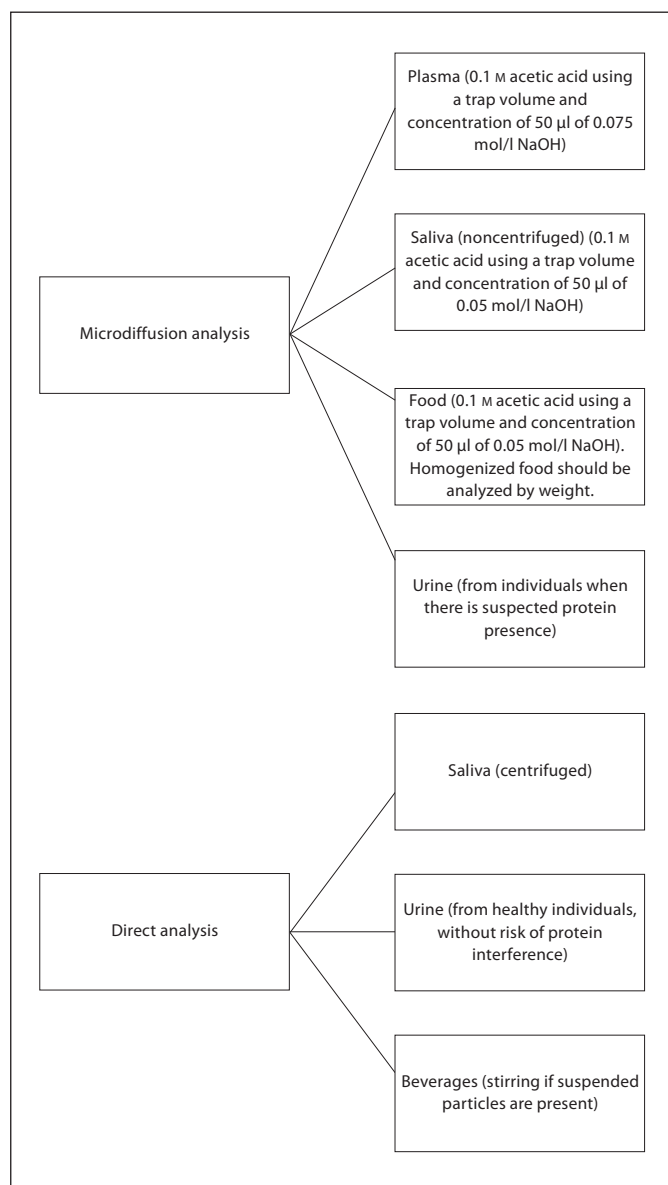 Plasma (0.1 M acetic acid using
a trap volume and
concentration of 50 µl of 0.075
mol/l NaOH)
Saliva (noncentrifuged) (0.1 M
acetic acid using a trap volume
and concentration of 50 µl of
0.05 mol/l NaOH)
Microdiffusion analysis
Food (0.1 M acetic acid using a
trap volume and concentration
of 50 µl of 0.05 mol/l NaOH).
Homogenized food should be
analyzed by weight.
Urine (from individuals when
there is suspected protein
presence)
Saliva (centrifuged)
Direct analysis
Urine (from healthy individuals,
without risk of protein
interference)
Beverages (stirring if suspended
particles are present)